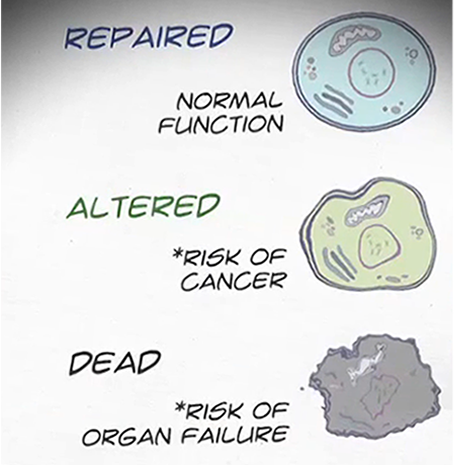 REPAIRED
NORMAL
FUNCTION
ALTERED
*RISK OF
CANCER
DEAD
*RISK OF
ORGAN FAILURE